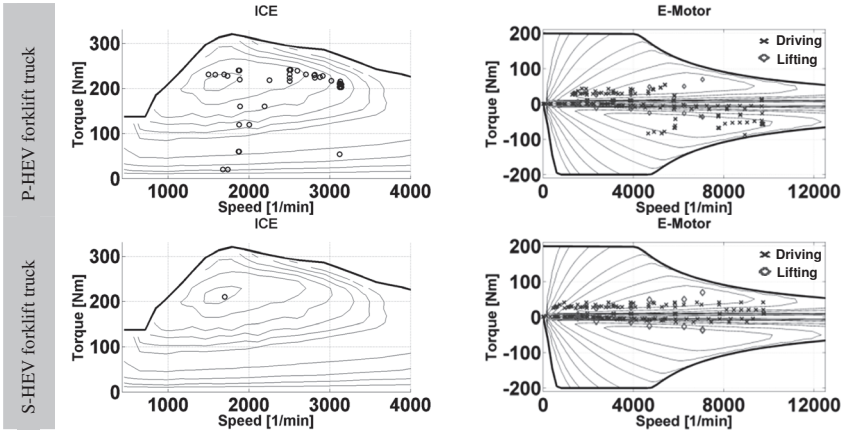 P-HEV forklift truck
ICE
Torque [Nm]
300
200
100
0
1000 2000 3000 4000
Speed [1/min]
E-Motor
Torque [Nm]
200
100
0
-100
-200
0 4000 8000 12000
Speed [1/min]
Driving
Lifting
S-HEV forklift truck
ICE
Torque [Nm]
300
200
100
0
1000 2000 3000 4000
Speed [1/min]
E-Motor
Torque [Nm]
200
100
0
-100
-200
0 4000 8000 12000
Speed [1/min]
Driving
Lifting